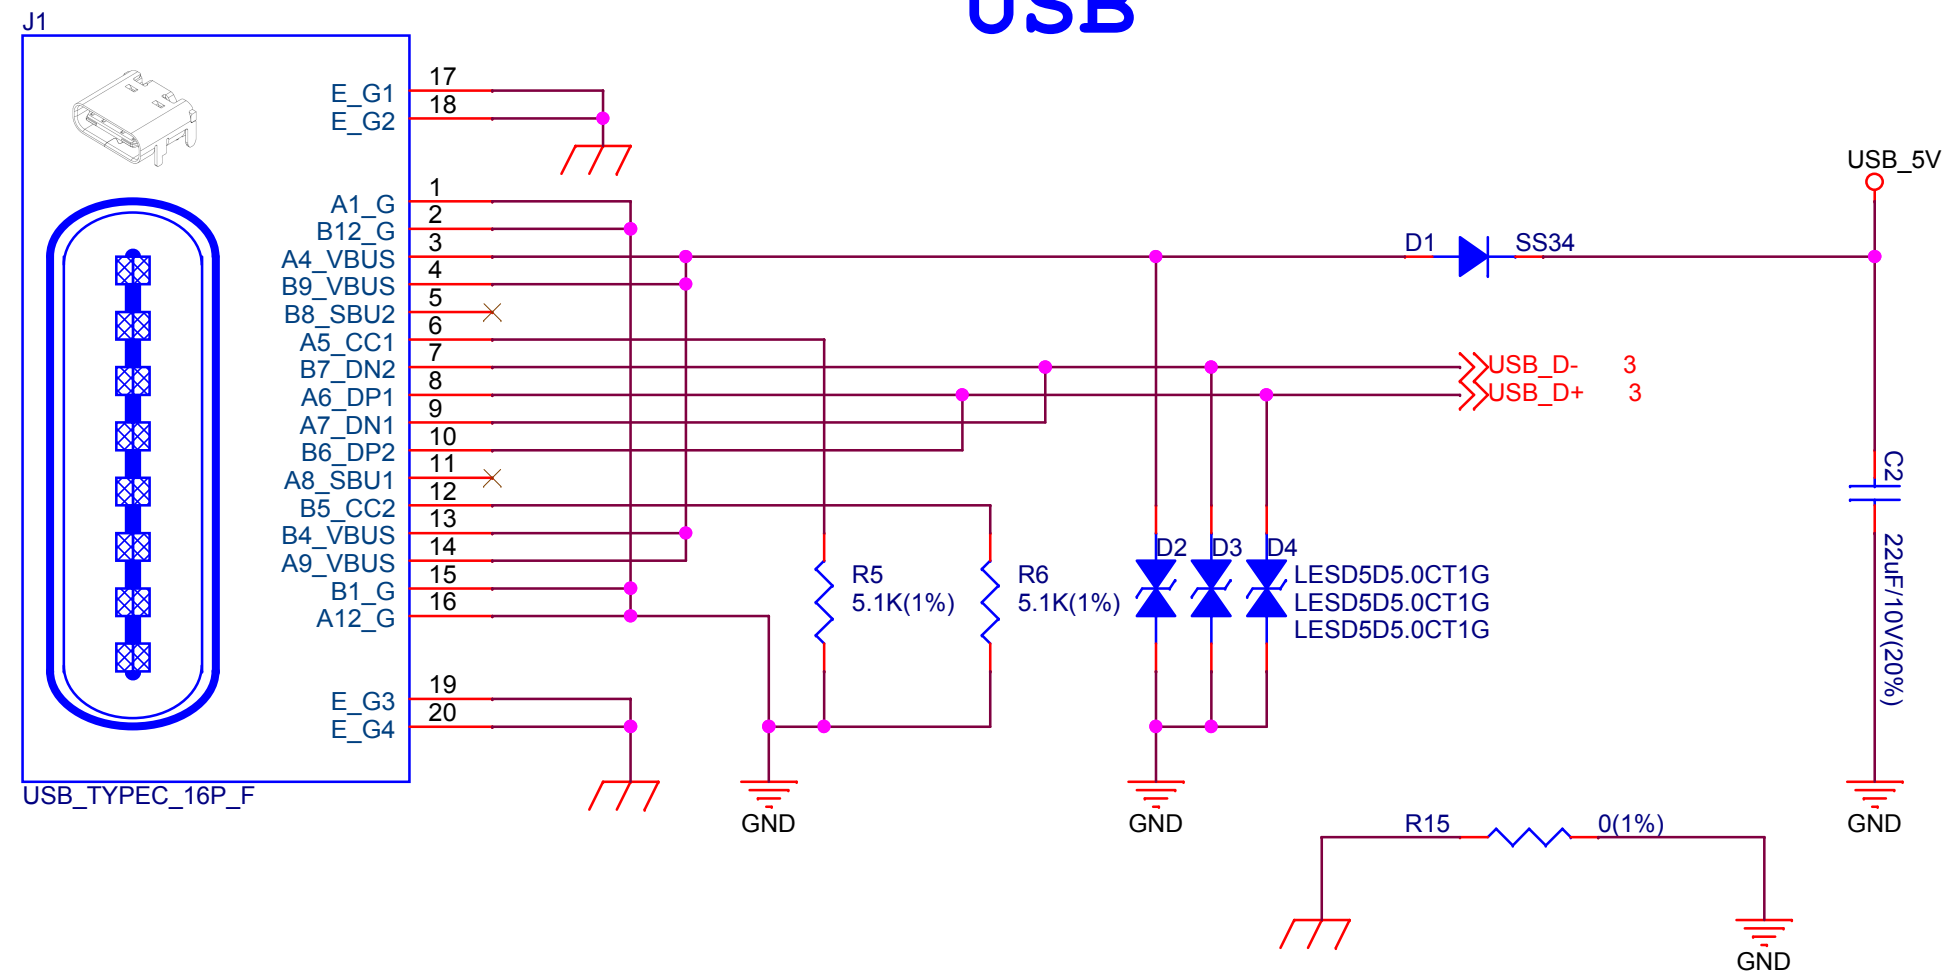 USB
J1
E_G1 17
E_G2 18
A1_G 1
B12_G 2
A4_VBUS 3
B9_VBUS 4
B8_SBU2 5
A5_CC1 6
B7_DN2 7
A6_DP1 8
A7_DN1 9
B6_DP2 10
A8_SBU1 11
B5_CC2 12
B4_VBUS 13
A9_VBUS 14
B1_G 15
A12_G 16
E_G3 19
E_G4 20
USB_TYPEC_16P_F
GND
R5
5.1K(1%)
R6
5.1K(1%)
D1 SS34
USB_5V
USB_D- 3
USB_D+ 3
D2 D3 D4
LESD5D5.0CT1G
LESD5D5.0CT1G
LESD5D5.0CT1G
GND
C2
22uF/10V(20%)
GND
R15 0(1%)
GND